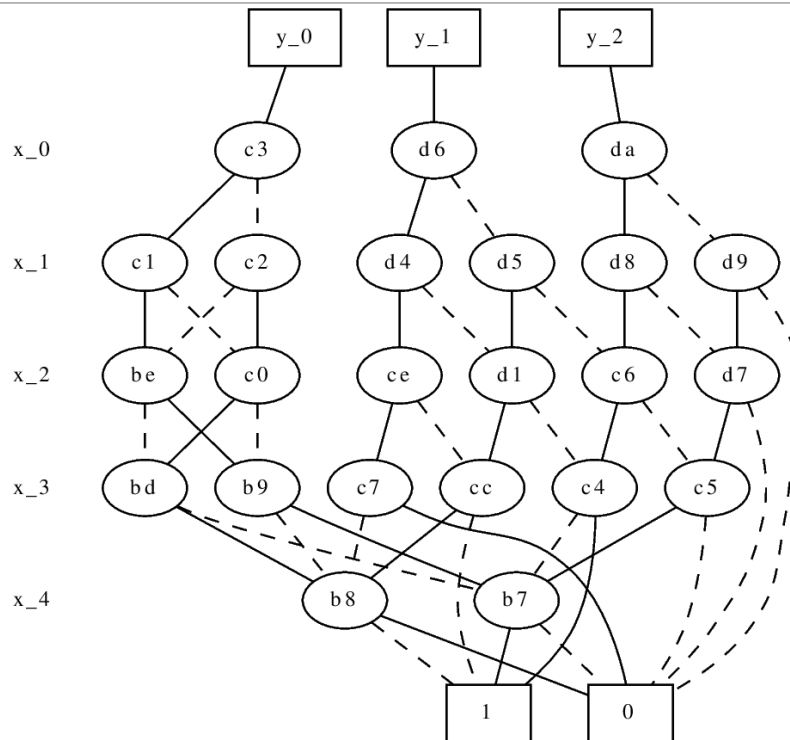 y_0 y_1 y_2
x_0 c3 d6 da
x_1 c1 c2 d4 d5 d8 d9
x_2 be c0 ce d1 c6 d7
x_3 bd b9 c7 cc c4 c5
x_4 b8 b7
1 0